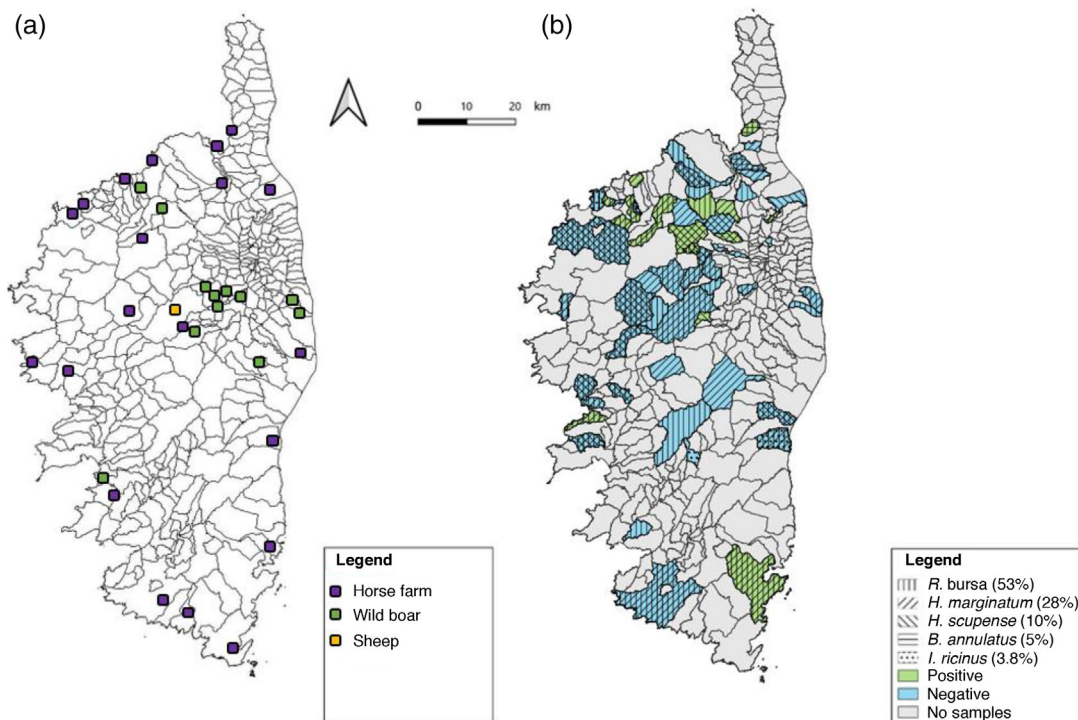 (a)
(b)
0 10 20 km
Legend
Horse farm
Wild boar
Sheep
Legend
R. bursa (53%)
H. marginatum (28%)
H. scupense (10%)
B. annulatus (5%)
I. ricinus (3.8%)
Positive
Negative
No samples